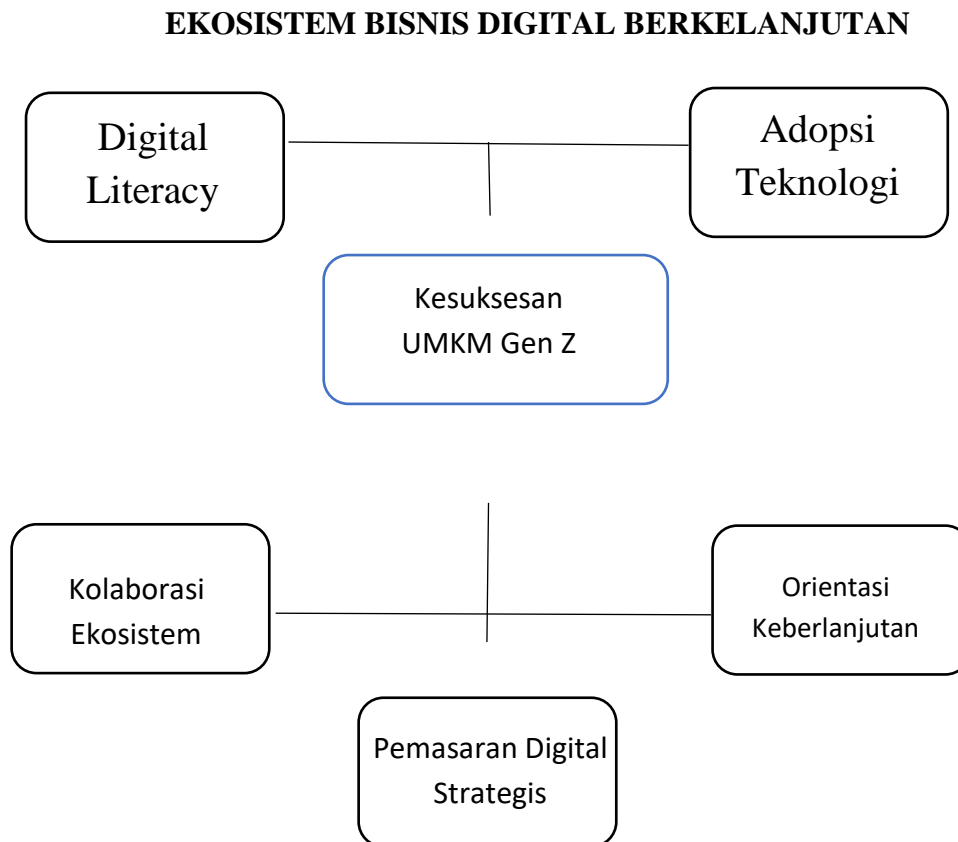 EKOSISTEM BISNIS DIGITAL BERKELANJUTAN
Digital
Literacy
Adopsi
Teknologi
Kesuksesan
UMKM Gen Z
Kolaborasi
Ekosistem
Orientasi
Keberlanjutan
Pemasaran Digital
Strategis